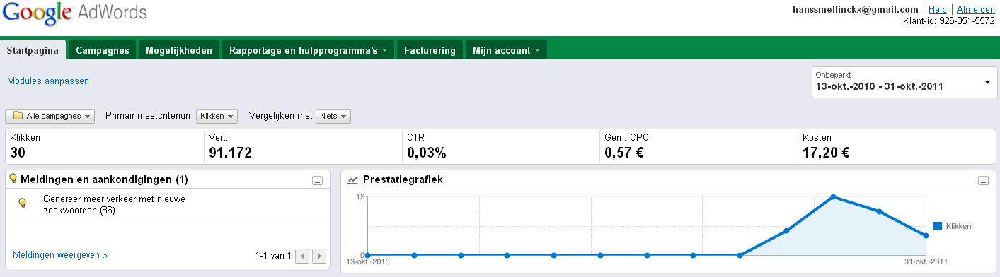 Google AdWords
hanssmellinckx@gmail.com | Help | Afmelden
Klant-id: 926-351-5572
Startpagina Campagnes Mogelijkheden Rapportage en hulpprogramma's Facturering Mijn account
Modules aanpassen
Onbeperkt
13-okt.-2010 - 31-okt.-2011
Alle campagnes Primair meetcriterium Klikken Vergelijken met Niets
Klikken Vert. CTR Gem. CPC Kosten
30 91.172 0,03% 0,57 € 17,20 €
Meldingen en aankondigingen (1)
Genereer meer verkeer met nieuwe
zoekwoorden (86)
Meldingen weergeven » 1-1 van 1
Prestatiegrafiek
12
Klikken
0
13-okt.-2010 31-okt.-2011